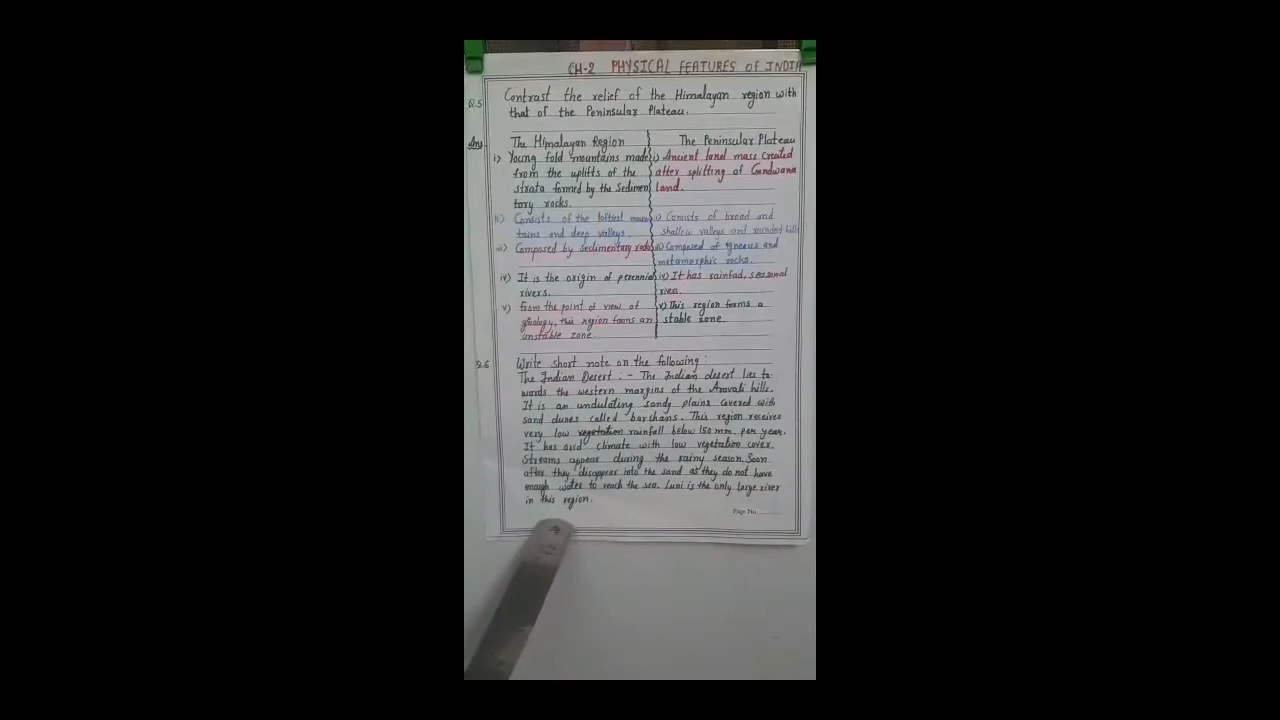 CH-2 PHYSICAL FEATURES OF INDIA
Q.5 Contrast the relief of the Himalayan region with
that of the Peninsular Plateau.
Ans. The Himalayan Region
i) Young fold mountains made
from the uplifts of the
strata formed by the Sedimen
tory rocks.
ii) Consists of the loftiest moun
tains and deep valleys.
iii) Composed by sedimentary rocks
iv) It is the origin of perennial
rivers.
v) From the point of view of
geology, this region forms an
unstable zone.
The Peninsular Plateau
i) Ancient land mass created
after splitting of Gondwana
land.
ii) Consists of broad and
shallow valleys and rounded hills
iii) Composed of igneous and
metamorphic rocks.
iv) It has rainfad, seasonal
rivers.
v) This region forms a
stable zone.
Q.6 Write short note on the following:
The Indian Desert :- The Indian desert lies to
wards the western margins of the Aravali hills.
It is an undulating sandy plains covered with
sand dunes called barchans. This region receives
very low vegetation rainfall below 150 mm. per year.
It has arid climate with low vegetation cover.
Streams appear during the rainy season. Soon
after they disappear into the sand as they do not have
enough water to reach the sea. Luni is the only large river
in this region.
Page No.